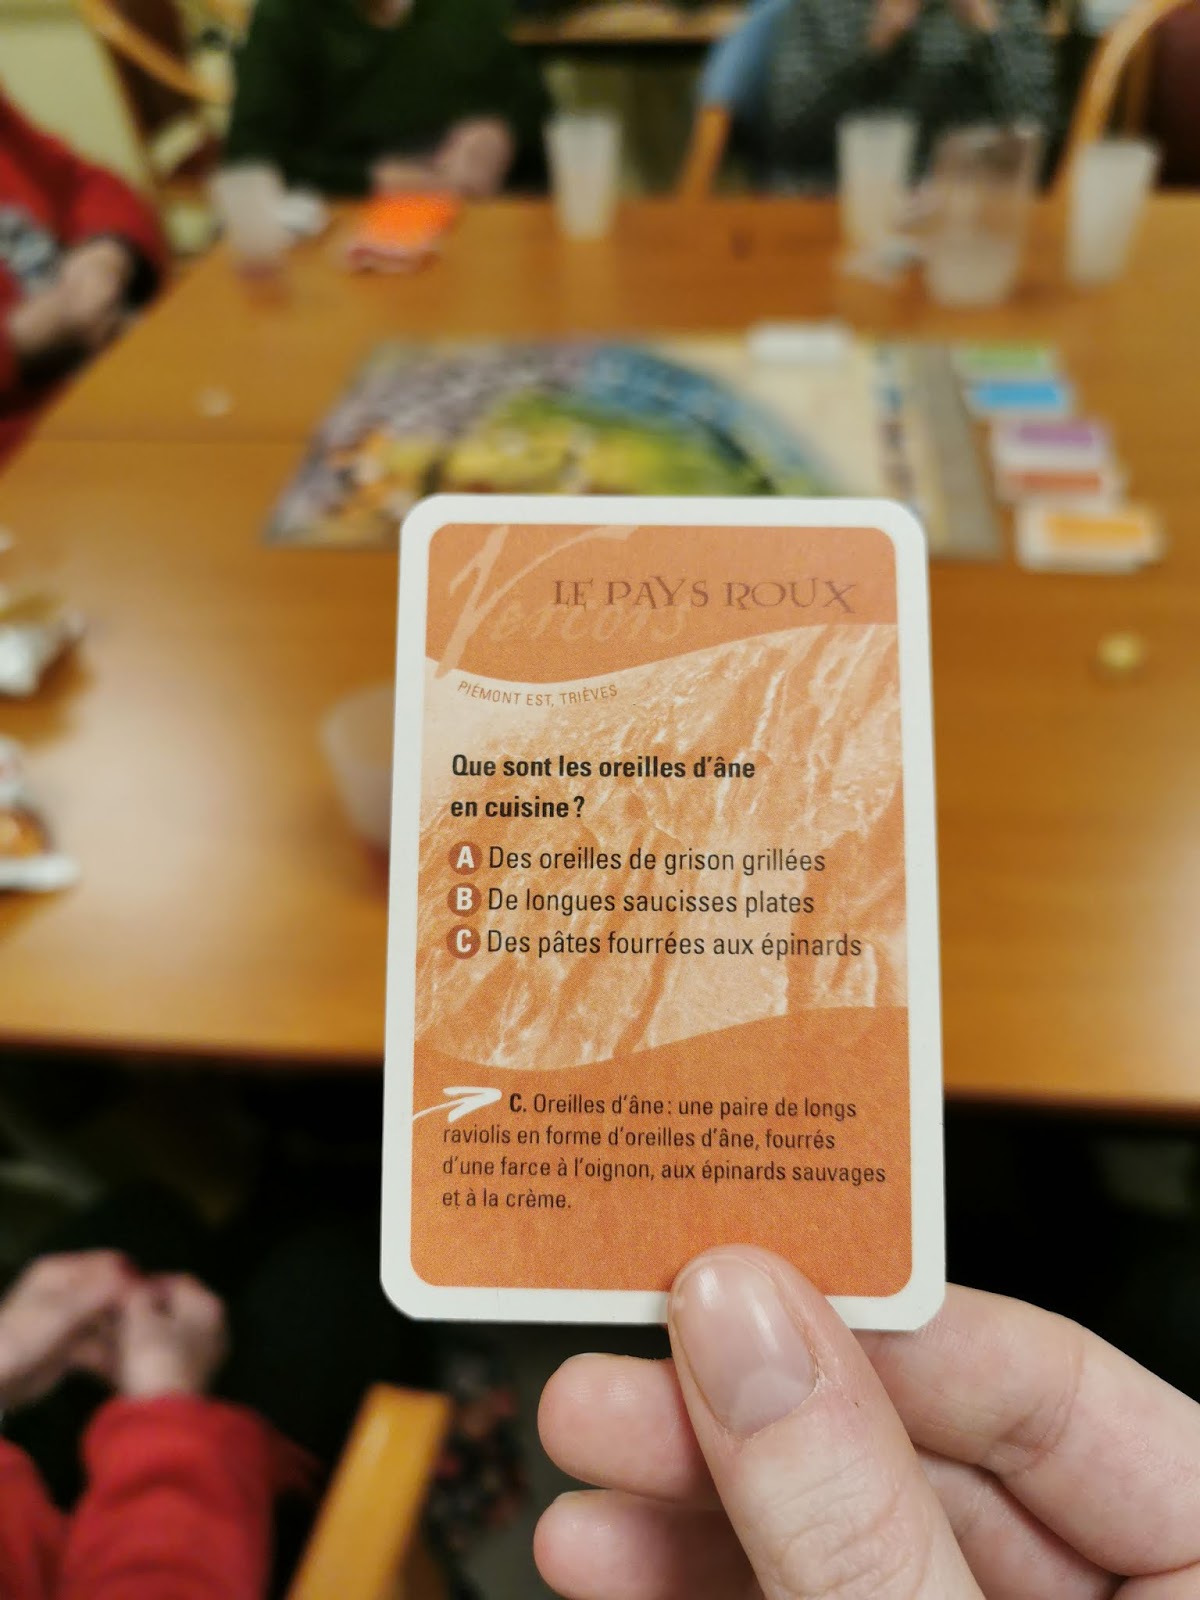 Vercors
LE PAYS ROUX
PIÉMONT EST, TRIÈVES
Que sont les oreilles d'âne
en cuisine ?
A Des oreilles de grison grillées
B De longues saucisses plates
C Des pâtes fourrées aux épinards
C. Oreilles d'âne : une paire de longs
raviolis en forme d'oreilles d'âne, fourrés
d'une farce à l'oignon, aux épinards sauvages
et à la crème.